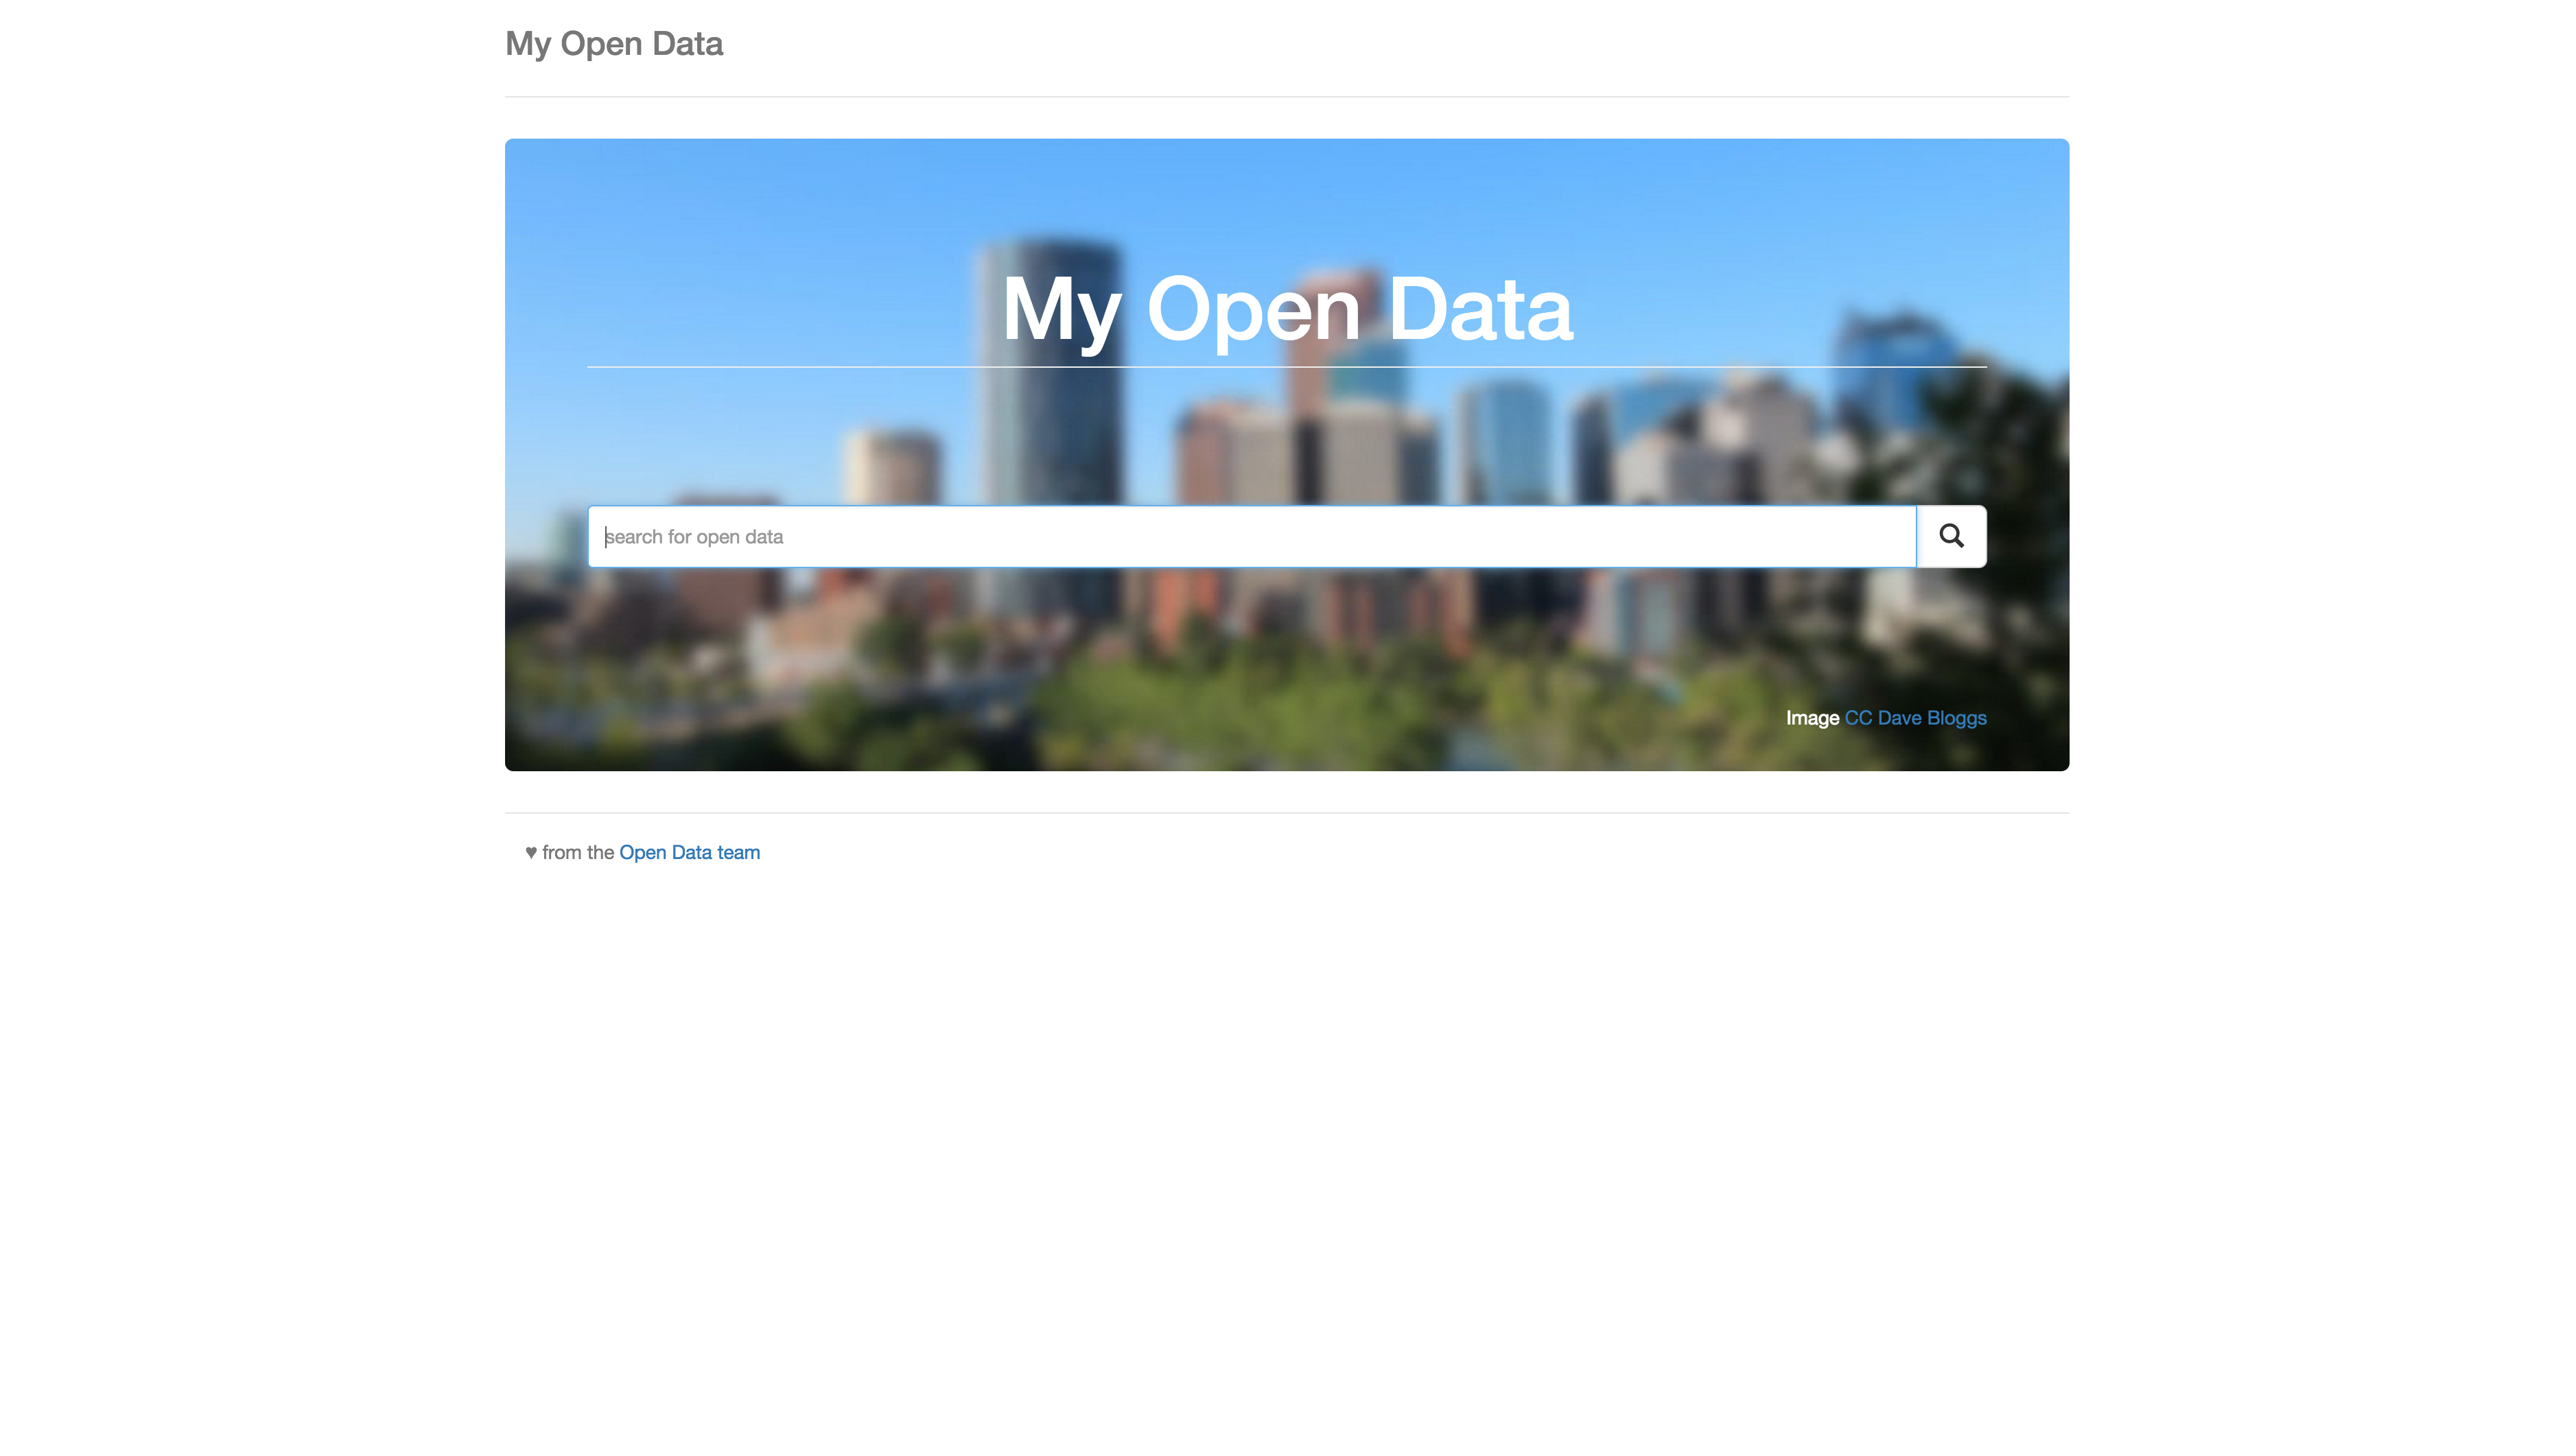 My Open Data
My Open Data
search for open data
Image CC Dave Bloggs
♥ from the Open Data team